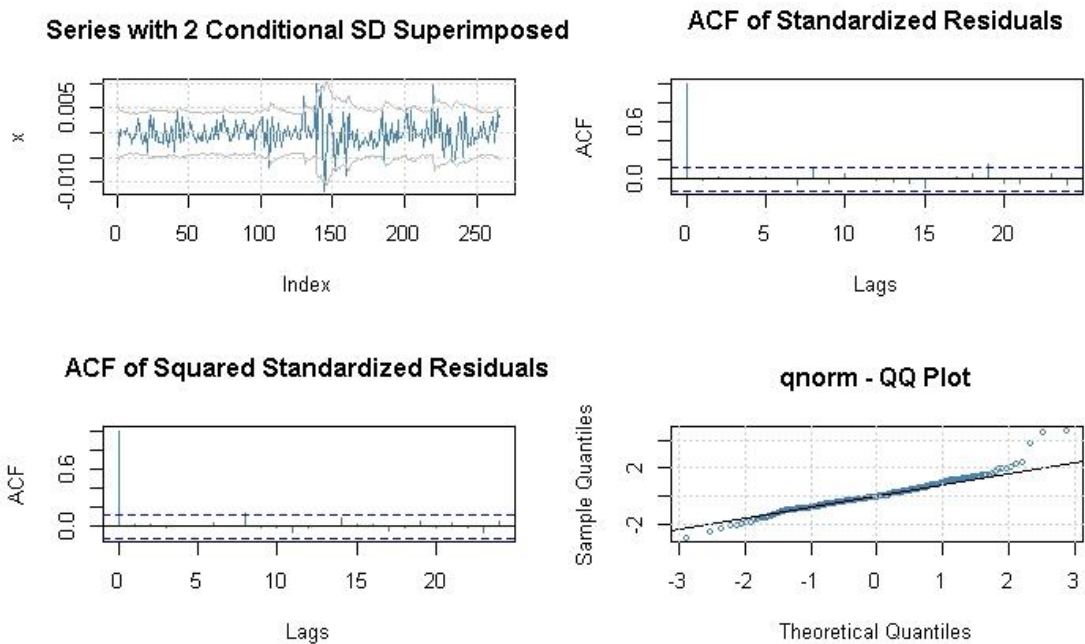 Series with 2 Conditional SD Superimposed
x
0.005
-0.010
0 50 100 150 200 250
Index
ACF of Standardized Residuals
ACF
0.6
0.0
0 5 10 15 20
Lags
ACF of Squared Standardized Residuals
ACF
0.6
0.0
0 5 10 15 20
Lags
qnorm - QQ Plot
Sample Quantiles
2
-2
-3 -2 -1 0 1 2 3
Theoretical Quantiles